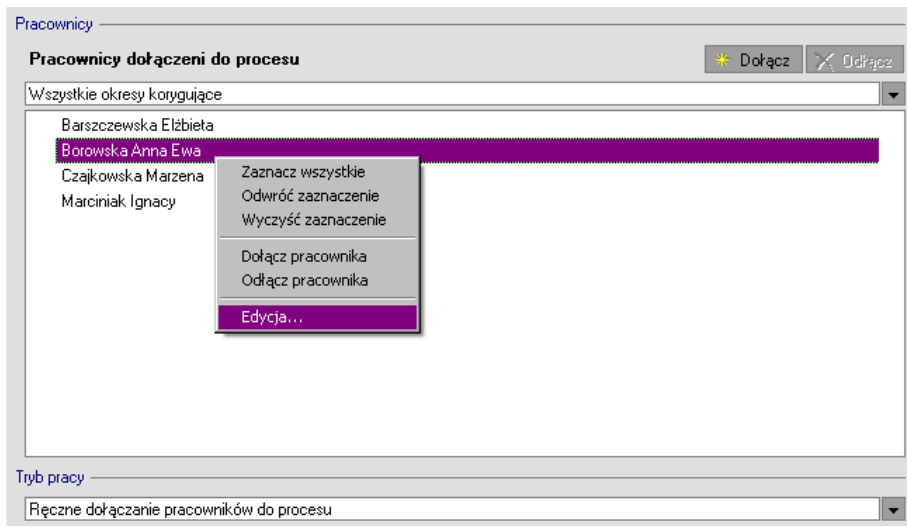 Pracownicy
Pracownicy dołączeni do procesu
Dołącz
Odłącz
Wszystkie okresy korygujące
Barszczewska Elżbieta
Borowska Anna Ewa
Czajkowska Marzena
Marciniak Ignacy
Zaznacz wszystkie
Odwróć zaznaczenie
Wyczyść zaznaczenie
Dołącz pracownika
Odłącz pracownika
Edycja...
Tryb pracy
Ręczne dołączanie pracowników do procesu